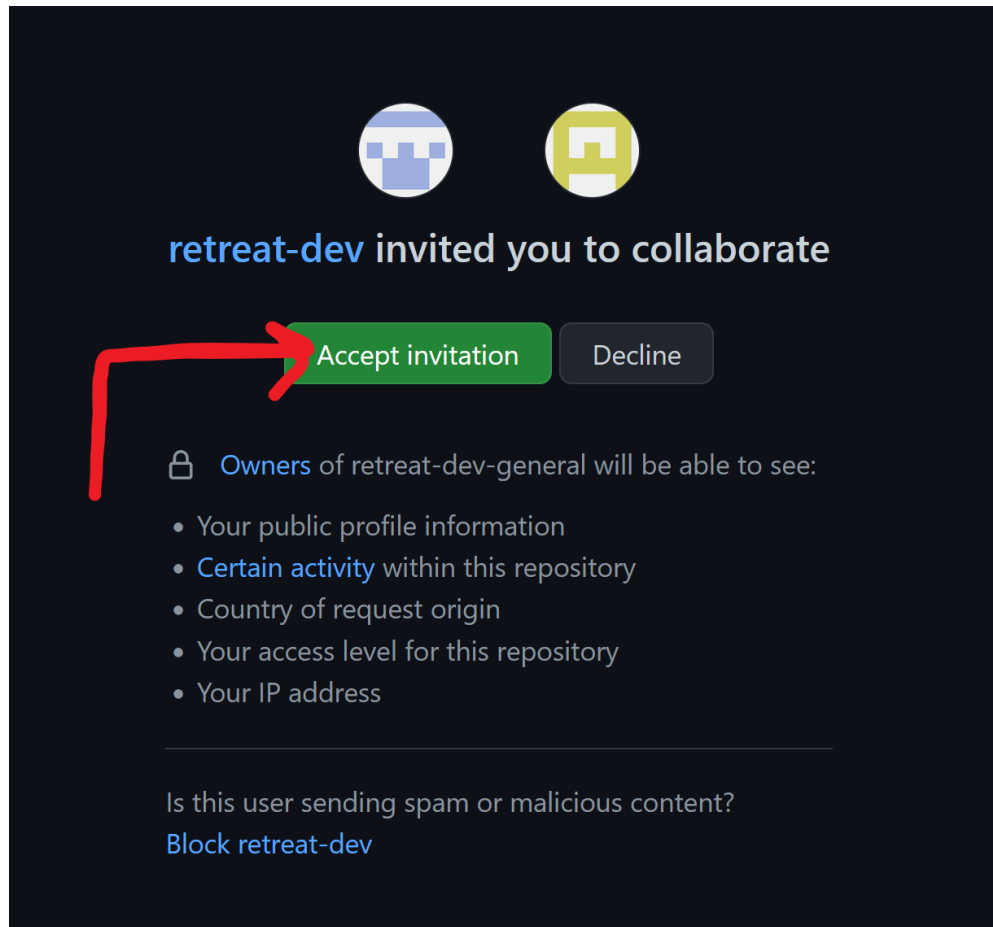 retreat-dev invited you to collaborate
Accept invitation Decline
Owners of retreat-dev-general will be able to see:
• Your public profile information
• Certain activity within this repository
• Country of request origin
• Your access level for this repository
• Your IP address
Is this user sending spam or malicious content?
Block retreat-dev